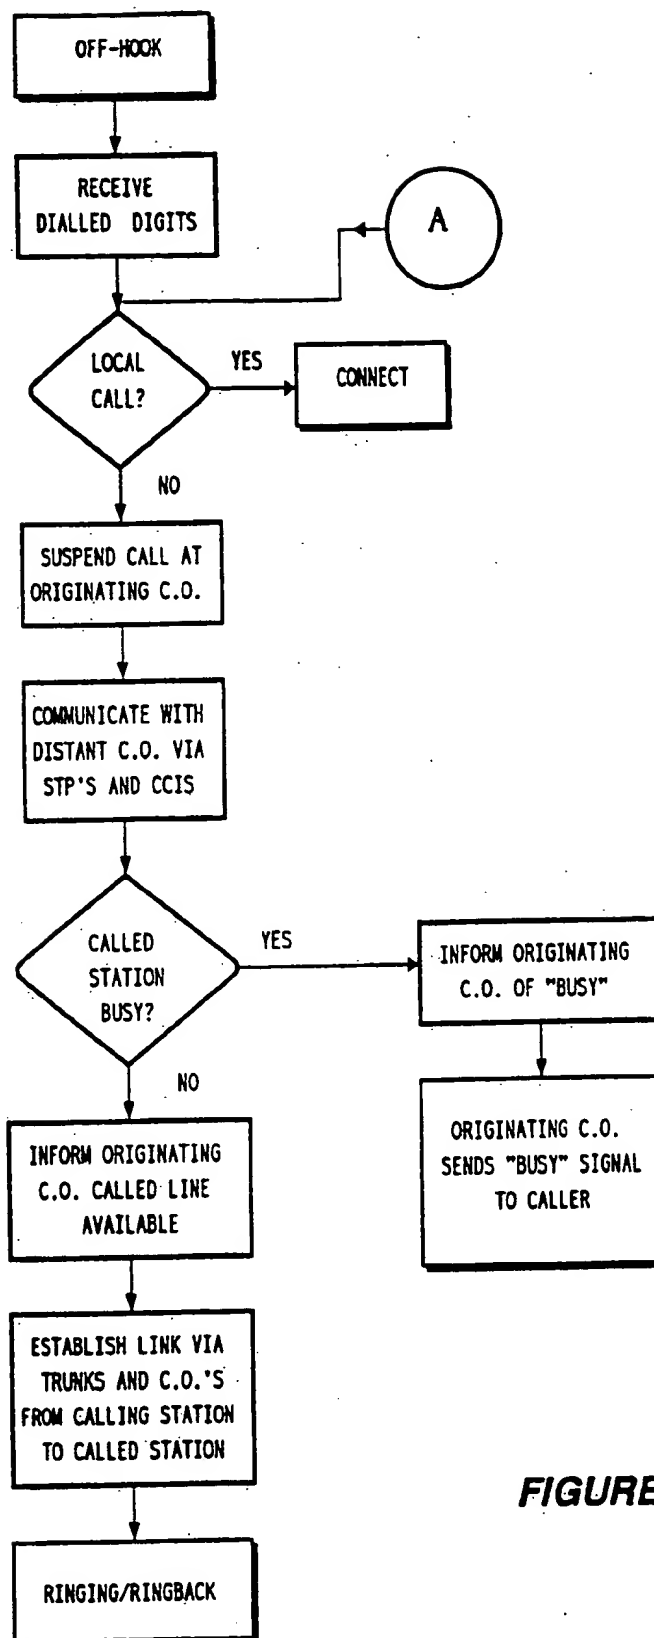 OFF-HOOK
RECEIVE
DIALLED DIGITS
A
LOCAL
CALL?
YES
CONNECT
NO
SUSPEND CALL AT
ORIGINATING C.O.
COMMUNICATE WITH
DISTANT C.O. VIA
STP'S AND CCIS
CALLED
STATION
BUSY?
YES
INFORM ORIGINATING
C.O. OF "BUSY"
ORIGINATING C.O.
SENDS "BUSY" SIGNAL
TO CALLER
NO
INFORM ORIGINATING
C.O. CALLED LINE
AVAILABLE
ESTABLISH LINK VIA
TRUNKS AND C.O.'S
FROM CALLING STATION
TO CALLED STATION
FIGURE
RINGING/RINGBACK